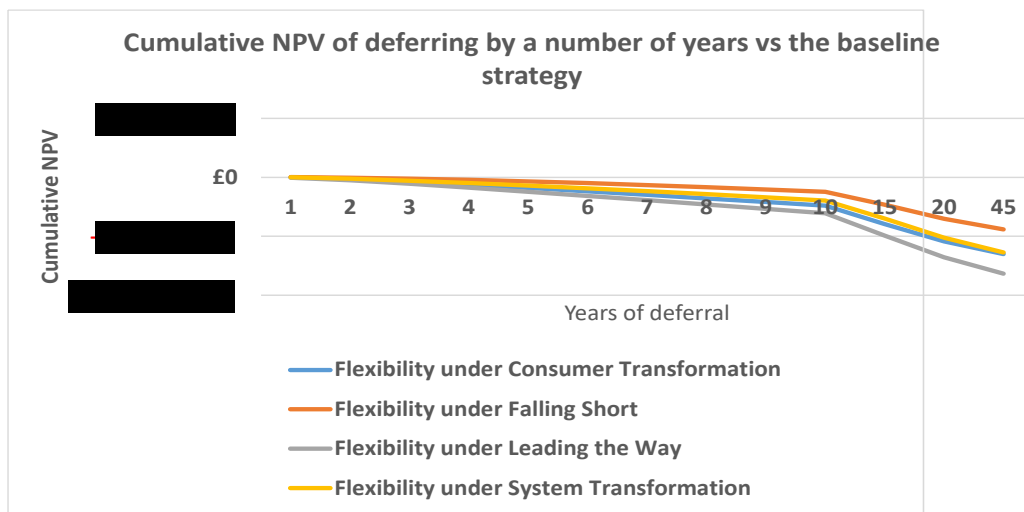 Cumulative NPV of deferring by a number of years vs the baseline
strategy
Cumulative NPV
£0
1 2 3 4 5 6 7 8 9 10 15 20 45
Years of deferral
Flexibility under Consumer Transformation
Flexibility under Falling Short
Flexibility under Leading the Way
Flexibility under System Transformation